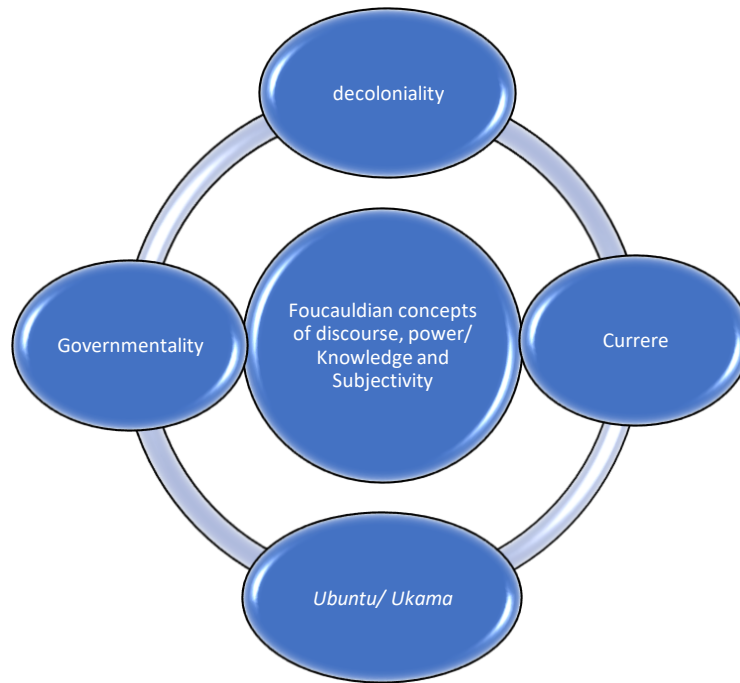 decoloniality
Governmentality
Foucauldian concepts
of discourse, power/
Knowledge and
Subjectivity
Currere
Ubuntu/ Ukama